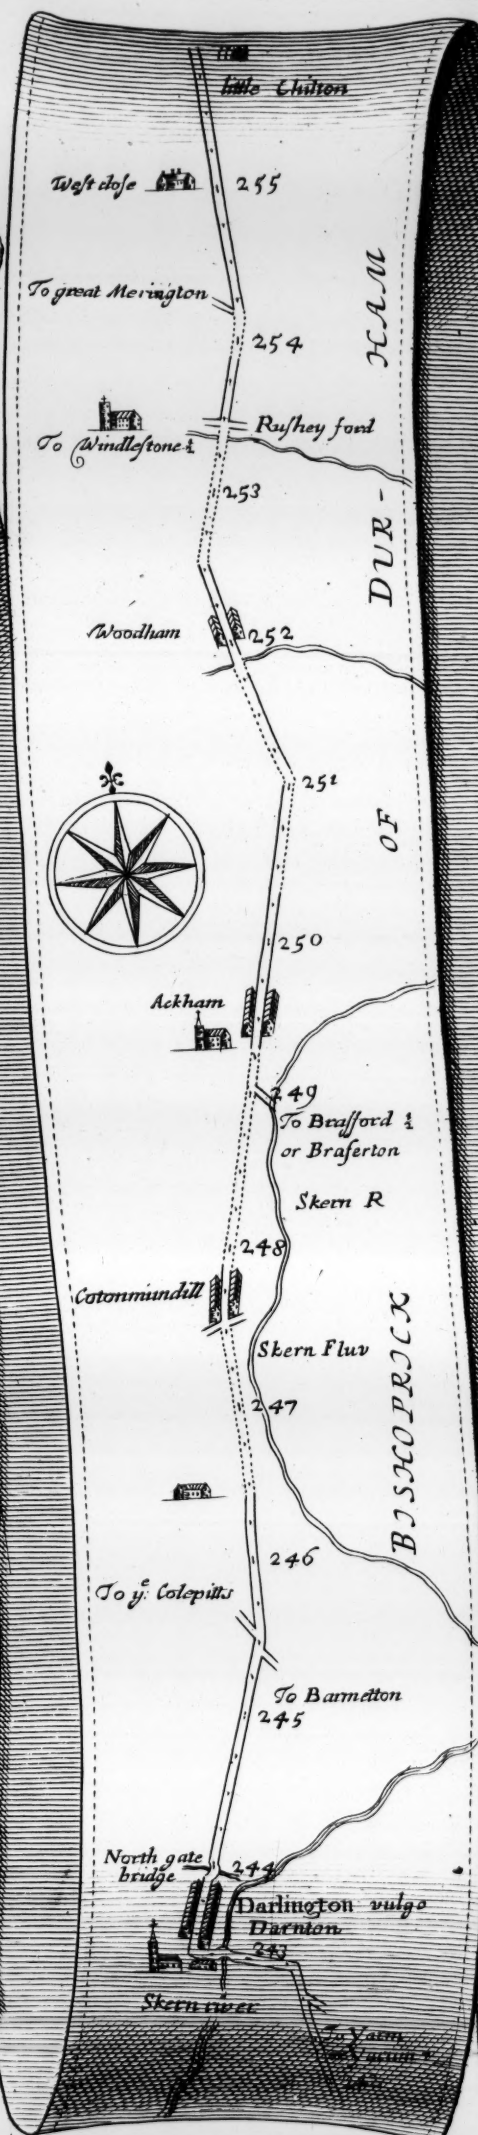 little Chilton
West close
255
To great Merington
254
Rushey ford
To Windlestone ½
253
Woodham
252
251
250
Ackham
249
To Brafford ½
or Braferton
Skern R
248
Cotonmundill
Skern Fluv
247
246
To yͤ: Colepitts
To Barmetton
245
North gate
bridge
244
Darlington vulgo
Darnton
243
Skern river
To Yarm
BISHOPRICK OF DUR-HAM